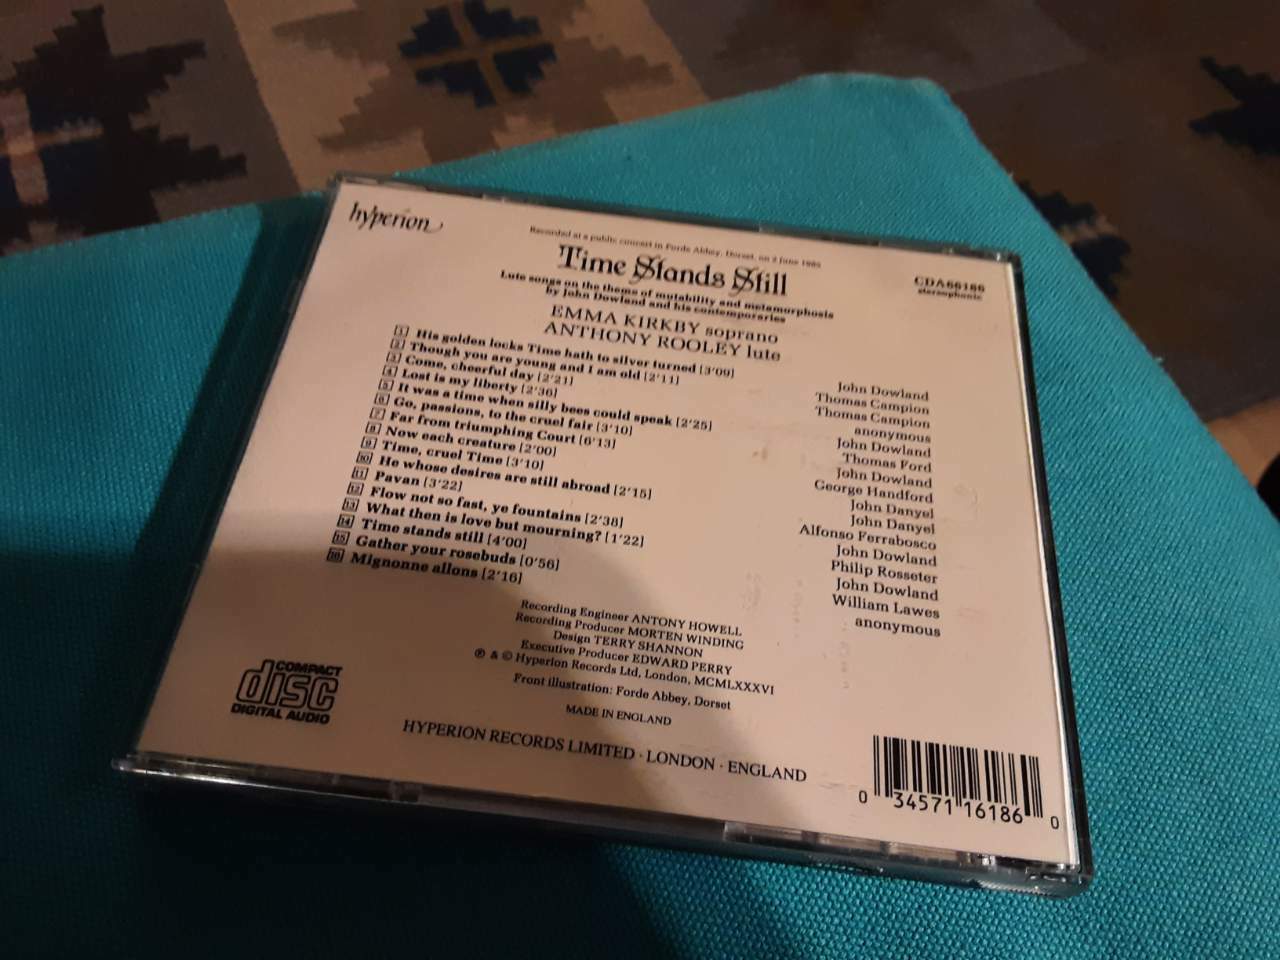 hyperion
Recorded at a public concert in Forde Abbey, Dorset, on 2 June 1985
Time Stands Still
CDA66186
stereophonic
Lute songs on the theme of mutability and metamorphosis
by John Dowland and his contemporaries
EMMA KIRKBY soprano
ANTHONY ROOLEY lute
1 His golden locks Time hath to silver turned [3'09] John Dowland
2 Though you are young and I am old [2'11] Thomas Campion
3 Come, cheerful day [2'21] Thomas Campion
4 Lost is my liberty [2'36] anonymous
5 It was a time when silly bees could speak [2'25] John Dowland
6 Go, passions, to the cruel fair [3'10] Thomas Ford
7 Far from triumphing Court [6'13] John Dowland
8 Now each creature [2'00] George Handford
9 Time, cruel Time [3'10] John Danyel
10 He whose desires are still abroad [2'15] John Danyel
11 Pavan [3'22] Alfonso Ferrabosco
12 Flow not so fast, ye fountains [2'38] John Dowland
13 What then is love but mourning? [1'22] Philip Rosseter
14 Time stands still [4'00] John Dowland
15 Gather your rosebuds [0'56] William Lawes
16 Mignonne allons [2'16] anonymous
Recording Engineer ANTONY HOWELL
Recording Producer MORTEN WINDING
Design TERRY SHANNON
Executive Producer EDWARD PERRY
℗ & © Hyperion Records Ltd, London, MCMLXXXVI
Front illustration: Forde Abbey, Dorset
MADE IN ENGLAND
COMPACT
disc
DIGITAL AUDIO
HYPERION RECORDS LIMITED · LONDON · ENGLAND
0 34571 16186 0